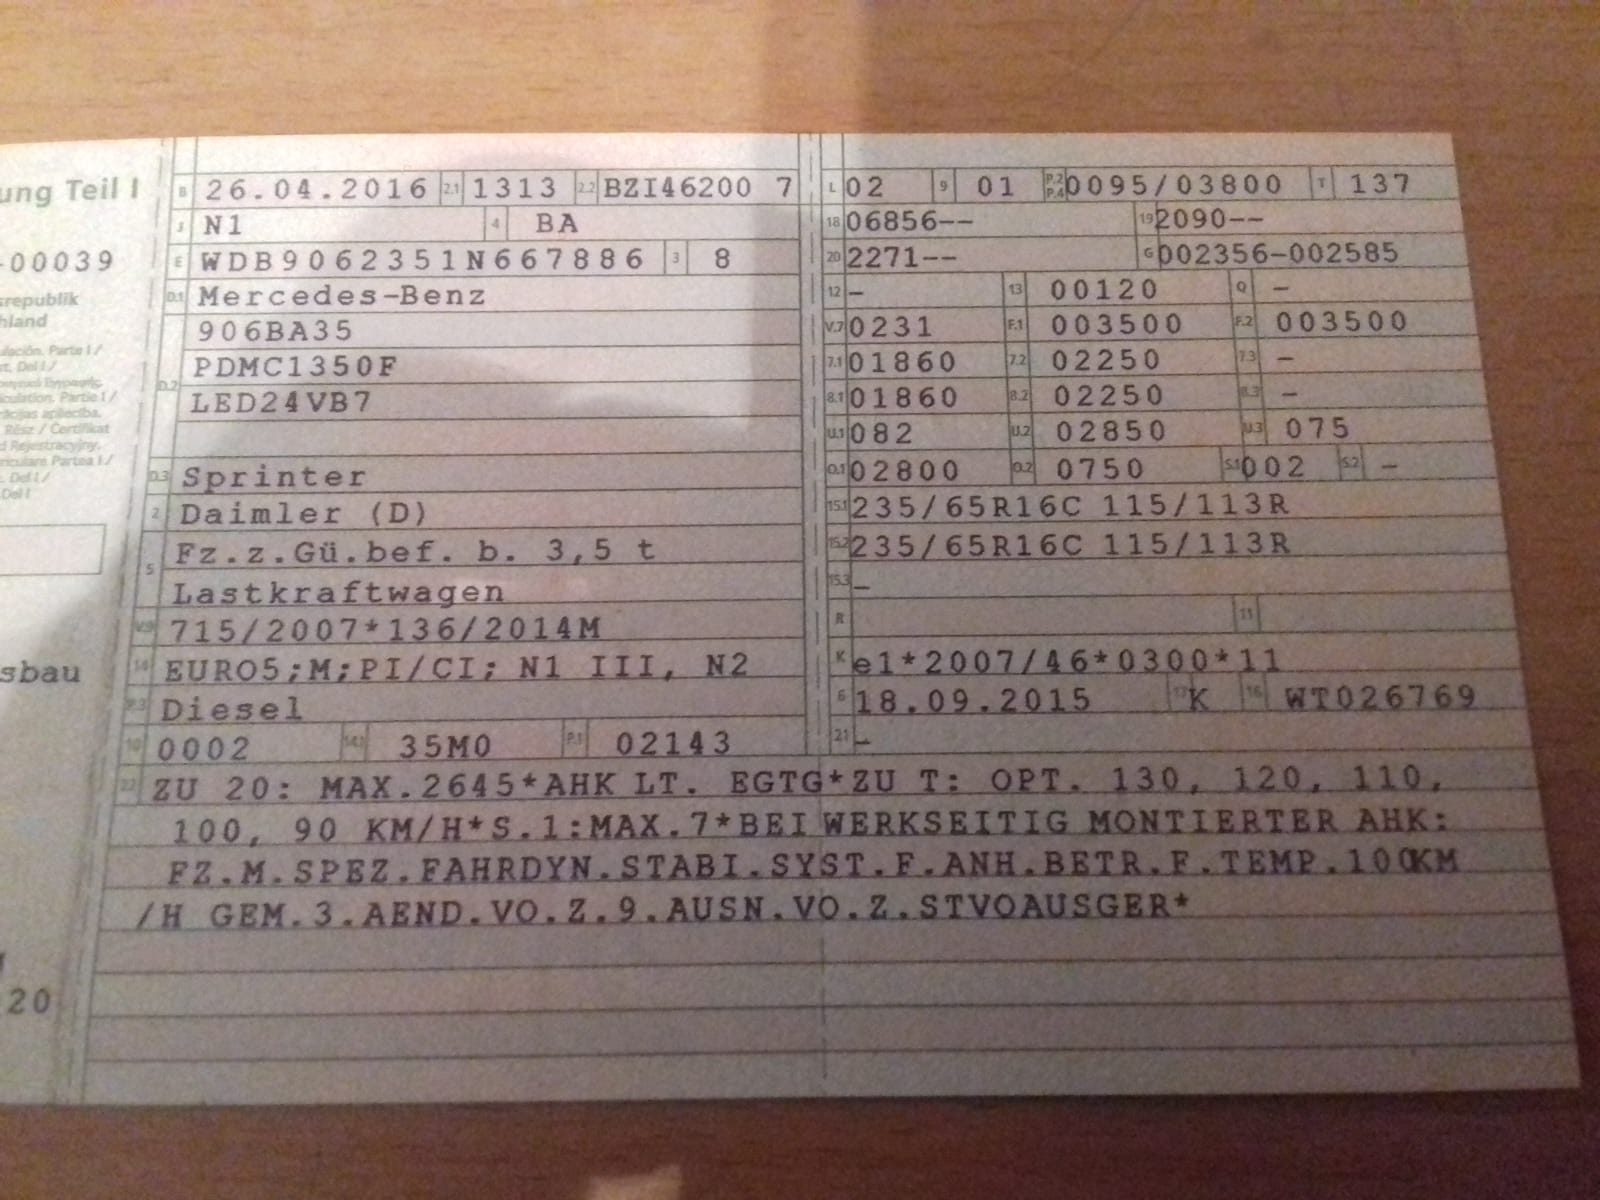 ung Teil I
-00039
srepublik
hland
sbau
20
B 26.04.2016 2.1 1313 2.2 BZI46200 7
J N1 4 BA
E WDB9062351N667886 3 8
D.1 Mercedes-Benz
906BA35
PDMC1350F
D.2
LED24VB7
D.3 Sprinter
2 Daimler (D)
5 Fz.z.Gü.bef. b. 3,5 t
Lastkraftwagen
V.9 715/2007*136/2014M
14 EURO5;M;PI/CI; N1 III, N2
P.3 Diesel
10 0002 14.1 35M0 P.1 02143
L 02 9 01 P.2 P.4 0095/03800 T 137
18 06856-- 19 2090--
20 2271-- G 002356-002585
12 - 13 00120 Q -
V.7 0231 F.1 003500 F.2 003500
7.1 01860 7.2 02250 7.3 -
8.1 01860 8.2 02250 8.3 -
U.1 082 U.2 02850 U.3 075
O.1 02800 O.2 0750 S.1 002 S.2 -
15.1 235/65R16C 115/113R
15.2 235/65R16C 115/113R
15.3 -
R 11
K e1*2007/46*0300*11
6 18.09.2015 17 K 16 WT026769
21 -
22 ZU 20: MAX.2645*AHK LT. EGTG*ZU T: OPT. 130, 120, 110,
100, 90 KM/H*S.1:MAX.7*BEI WERKSEITIG MONTIERTER AHK:
FZ.M.SPEZ.FAHRDYN.STABI.SYST.F.ANH.BETR.F.TEMP.100KM
/H GEM.3.AEND.VO.Z.9.AUSN.VO.Z.STVOAUSGER*